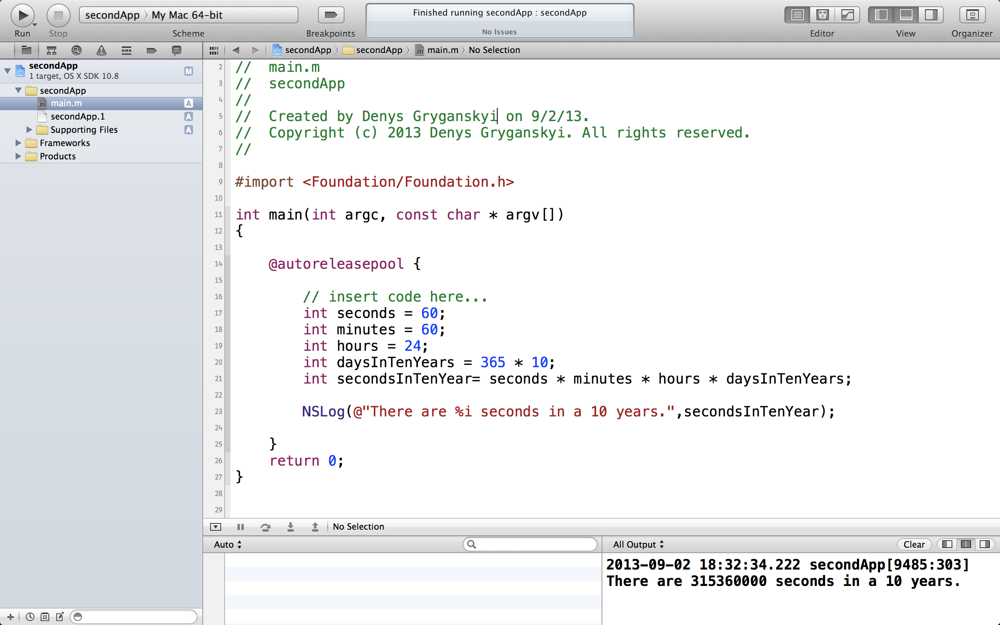 secondApp My Mac 64-bit
Finished running secondApp : secondApp
No Issues
Run Stop Scheme Breakpoints Editor View Organizer
secondApp secondApp .m main.m No Selection
secondApp M
1 target, OS X SDK 10.8
secondApp
.m main.m A
secondApp.1 A
Supporting Files A
Frameworks
Products
2 //  main.m
3 //  secondApp
4 //
5 //  Created by Denys Gryganskyi on 9/2/13.
6 //  Copyright (c) 2013 Denys Gryganskyi. All rights reserved.
7 //
8
9 #import <Foundation/Foundation.h>
10
11 int main(int argc, const char * argv[])
12 {
13
14     @autoreleasepool {
15
16         // insert code here...
17         int seconds = 60;
18         int minutes = 60;
19         int hours = 24;
20         int daysInTenYears = 365 * 10;
21         int secondsInTenYear= seconds * minutes * hours * daysInTenYears;
22
23         NSLog(@"There are %i seconds in a 10 years.",secondsInTenYear);
24
25     }
26     return 0;
27 }
28
29
No Selection
Auto
All Output Clear
2013-09-02 18:32:34.222 secondApp[9485:303]
There are 315360000 seconds in a 10 years.